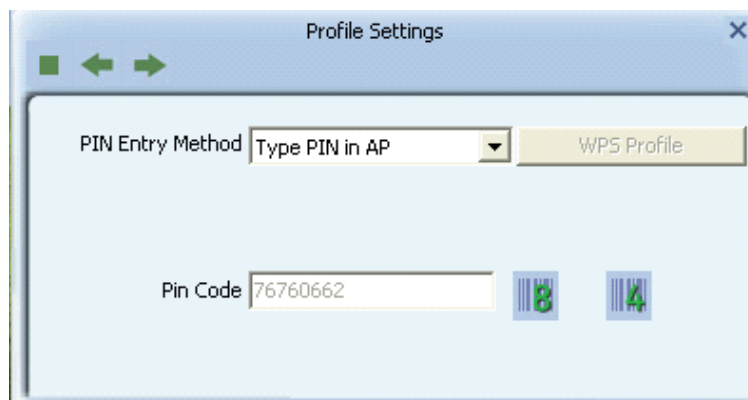 Profile Settings
PIN Entry Method Type PIN in AP WPS Profile
Pin Code 76760662 8 4